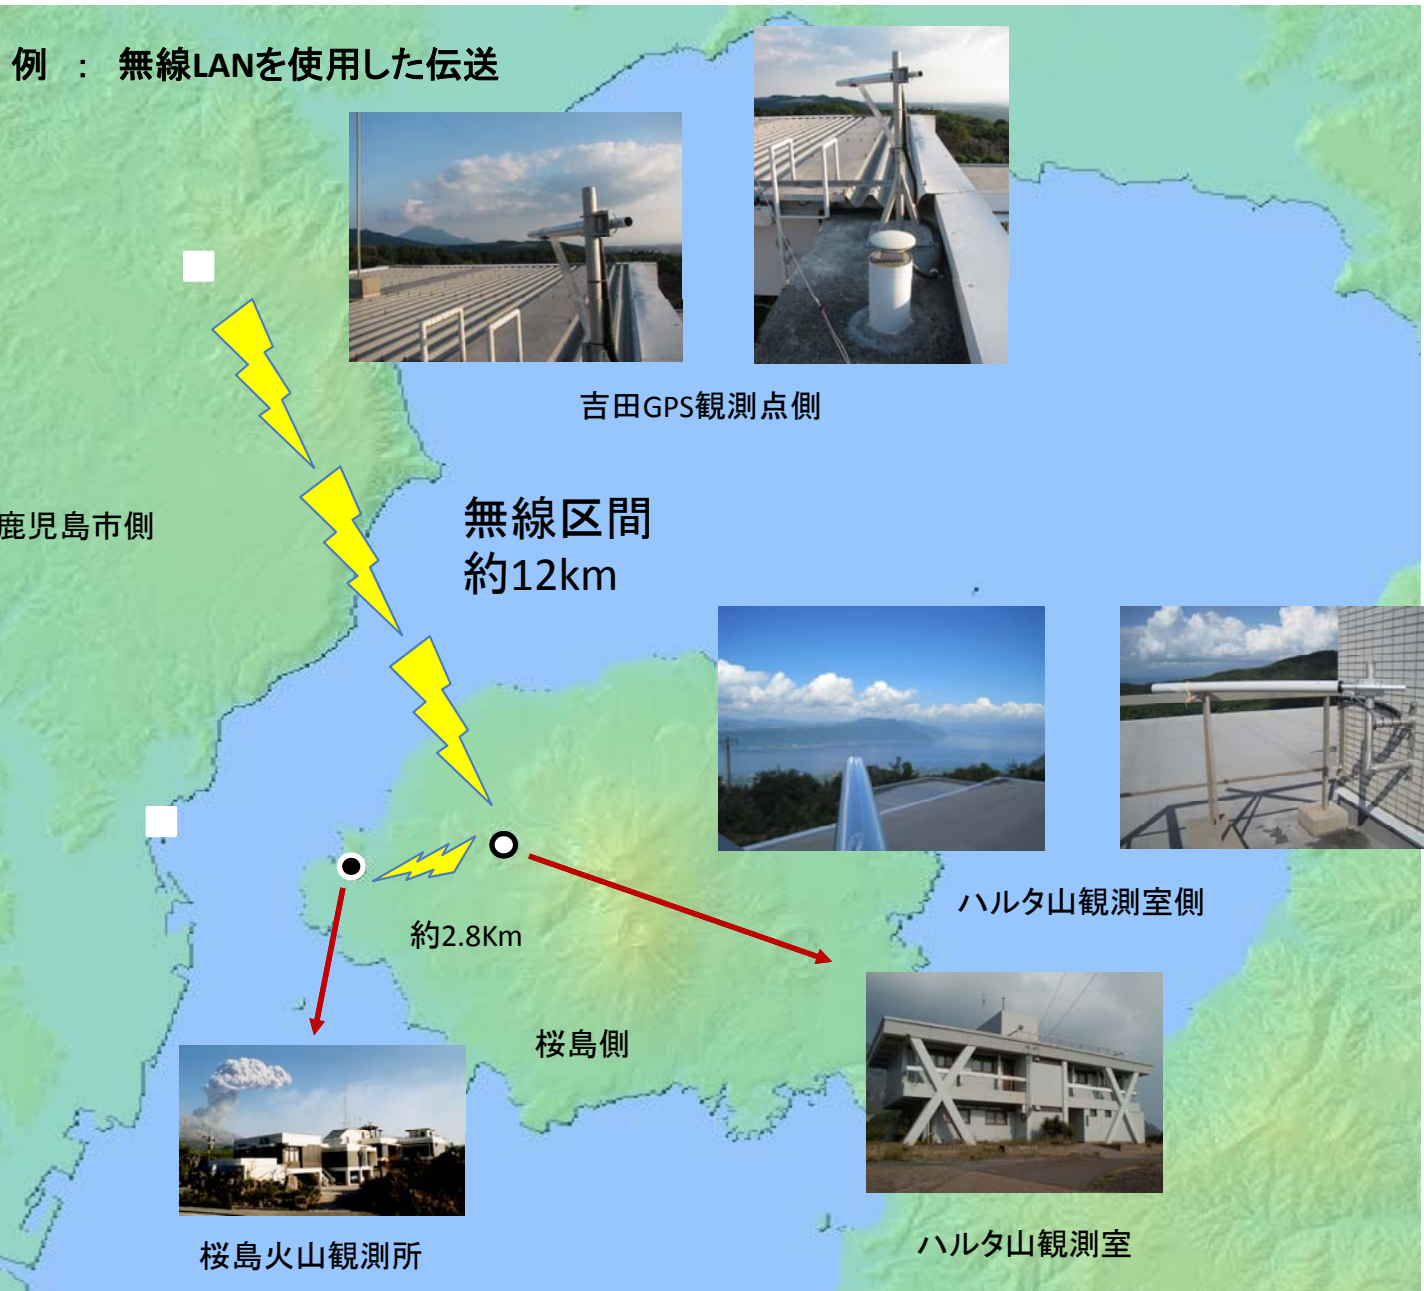 例 ： 無線LANを使用した伝送
吉田GPS観測点側
鹿児島市側
無線区間
約12km
ハルタ山観測室側
約2.8Km
桜島側
桜島火山観測所
ハルタ山観測室